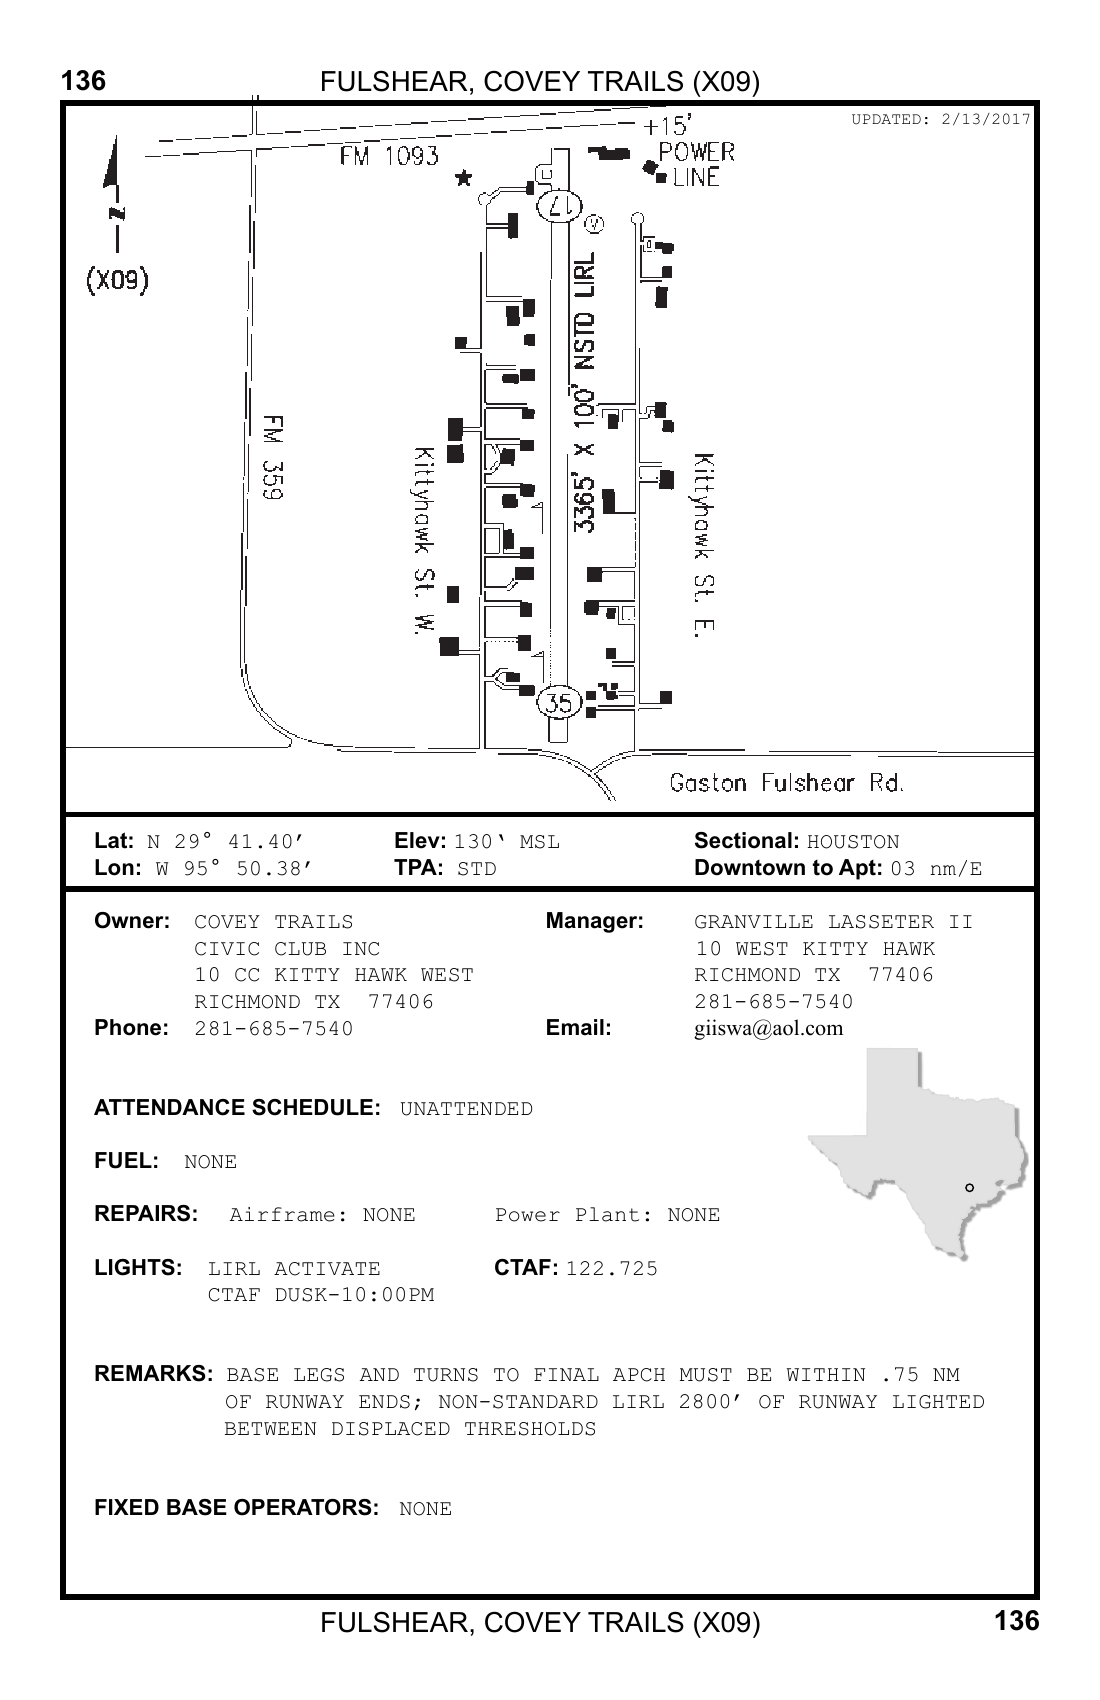 136 FULSHEAR, COVEY TRAILS (X09)
UPDATED: 2/13/2017
+15'
POWER
LINE
FM 1093
17
(X09)
3365' X 100' NSTD LIRL
FM 359
Kittyhawk St. W.
Kittyhawk St. E.
35
Gaston Fulshear Rd.
Lat: N 29° 41.40′ Elev: 130‘ MSL Sectional: HOUSTON
Lon: W 95° 50.38′ TPA: STD Downtown to Apt: 03 nm/E
Owner: COVEY TRAILS Manager: GRANVILLE LASSETER II
CIVIC CLUB INC 10 WEST KITTY HAWK
10 CC KITTY HAWK WEST RICHMOND TX 77406
RICHMOND TX 77406 281-685-7540
Phone: 281-685-7540 Email: giiswa@aol.com
ATTENDANCE SCHEDULE: UNATTENDED
FUEL: NONE
REPAIRS: Airframe: NONE Power Plant: NONE
LIGHTS: LIRL ACTIVATE CTAF: 122.725
CTAF DUSK-10:00PM
REMARKS: BASE LEGS AND TURNS TO FINAL APCH MUST BE WITHIN .75 NM
OF RUNWAY ENDS; NON-STANDARD LIRL 2800′ OF RUNWAY LIGHTED
BETWEEN DISPLACED THRESHOLDS
FIXED BASE OPERATORS: NONE
FULSHEAR, COVEY TRAILS (X09) 136